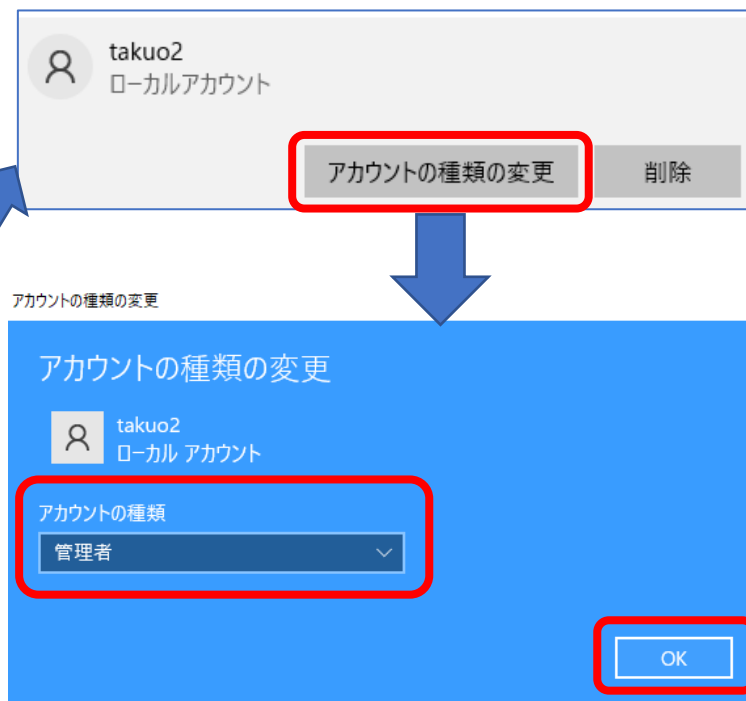 takuo2
ローカルアカウント
アカウントの種類の変更
削除
アカウントの種類の変更
アカウントの種類の変更
takuo2
ローカル アカウント
アカウントの種類
管理者
OK